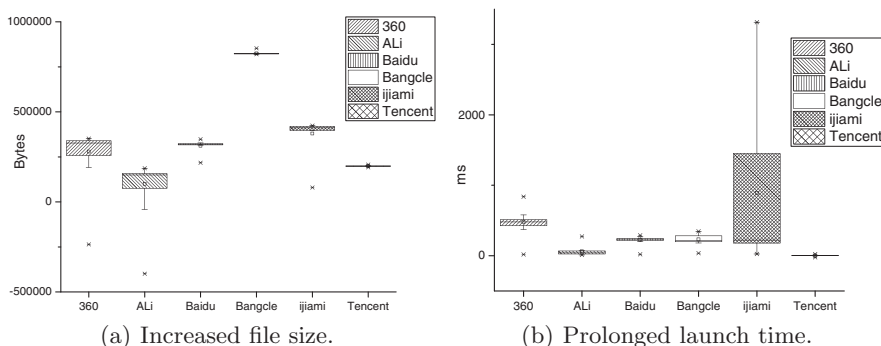 1000000
500000
0
-500000
Bytes
360
ALi
Baidu
Bangcle
ijiami
Tencent
360
ALi
Baidu
Bangcle
ijiami
Tencent
(a) Increased file size.
2000
0
ms
360
ALi
Baidu
Bangcle
ijiami
Tencent
360
ALi
Baidu
Bangcle
ijiami
Tencent
(b) Prolonged launch time.